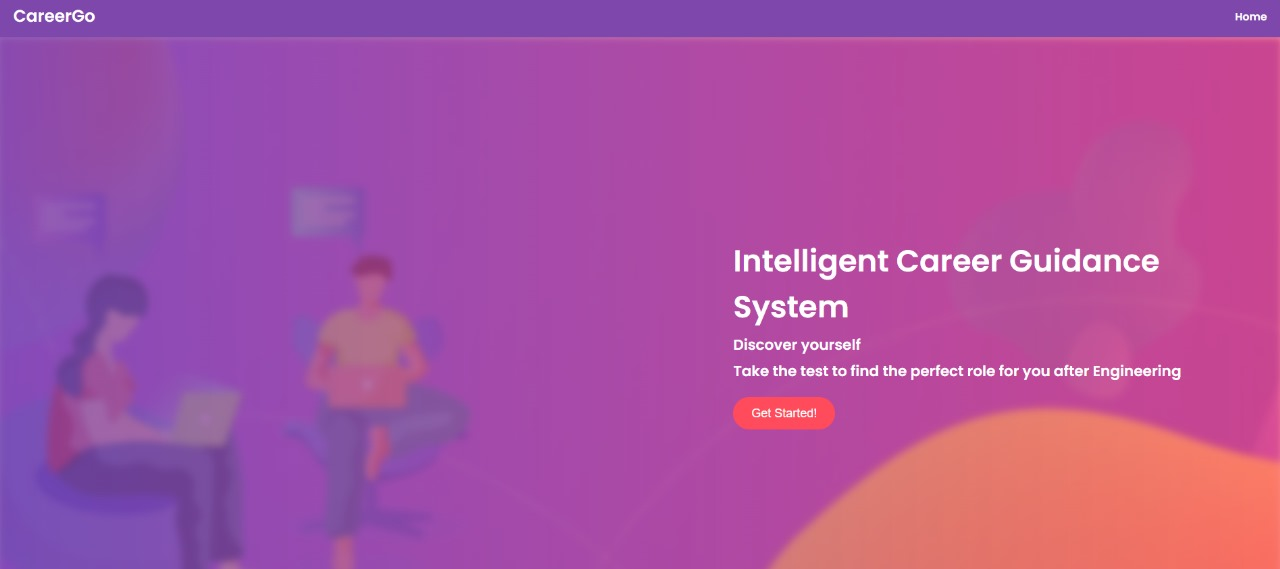 CareerGo
Home
Intelligent Career Guidance
System
Discover yourself
Take the test to find the perfect role for you after Engineering
Get Started!